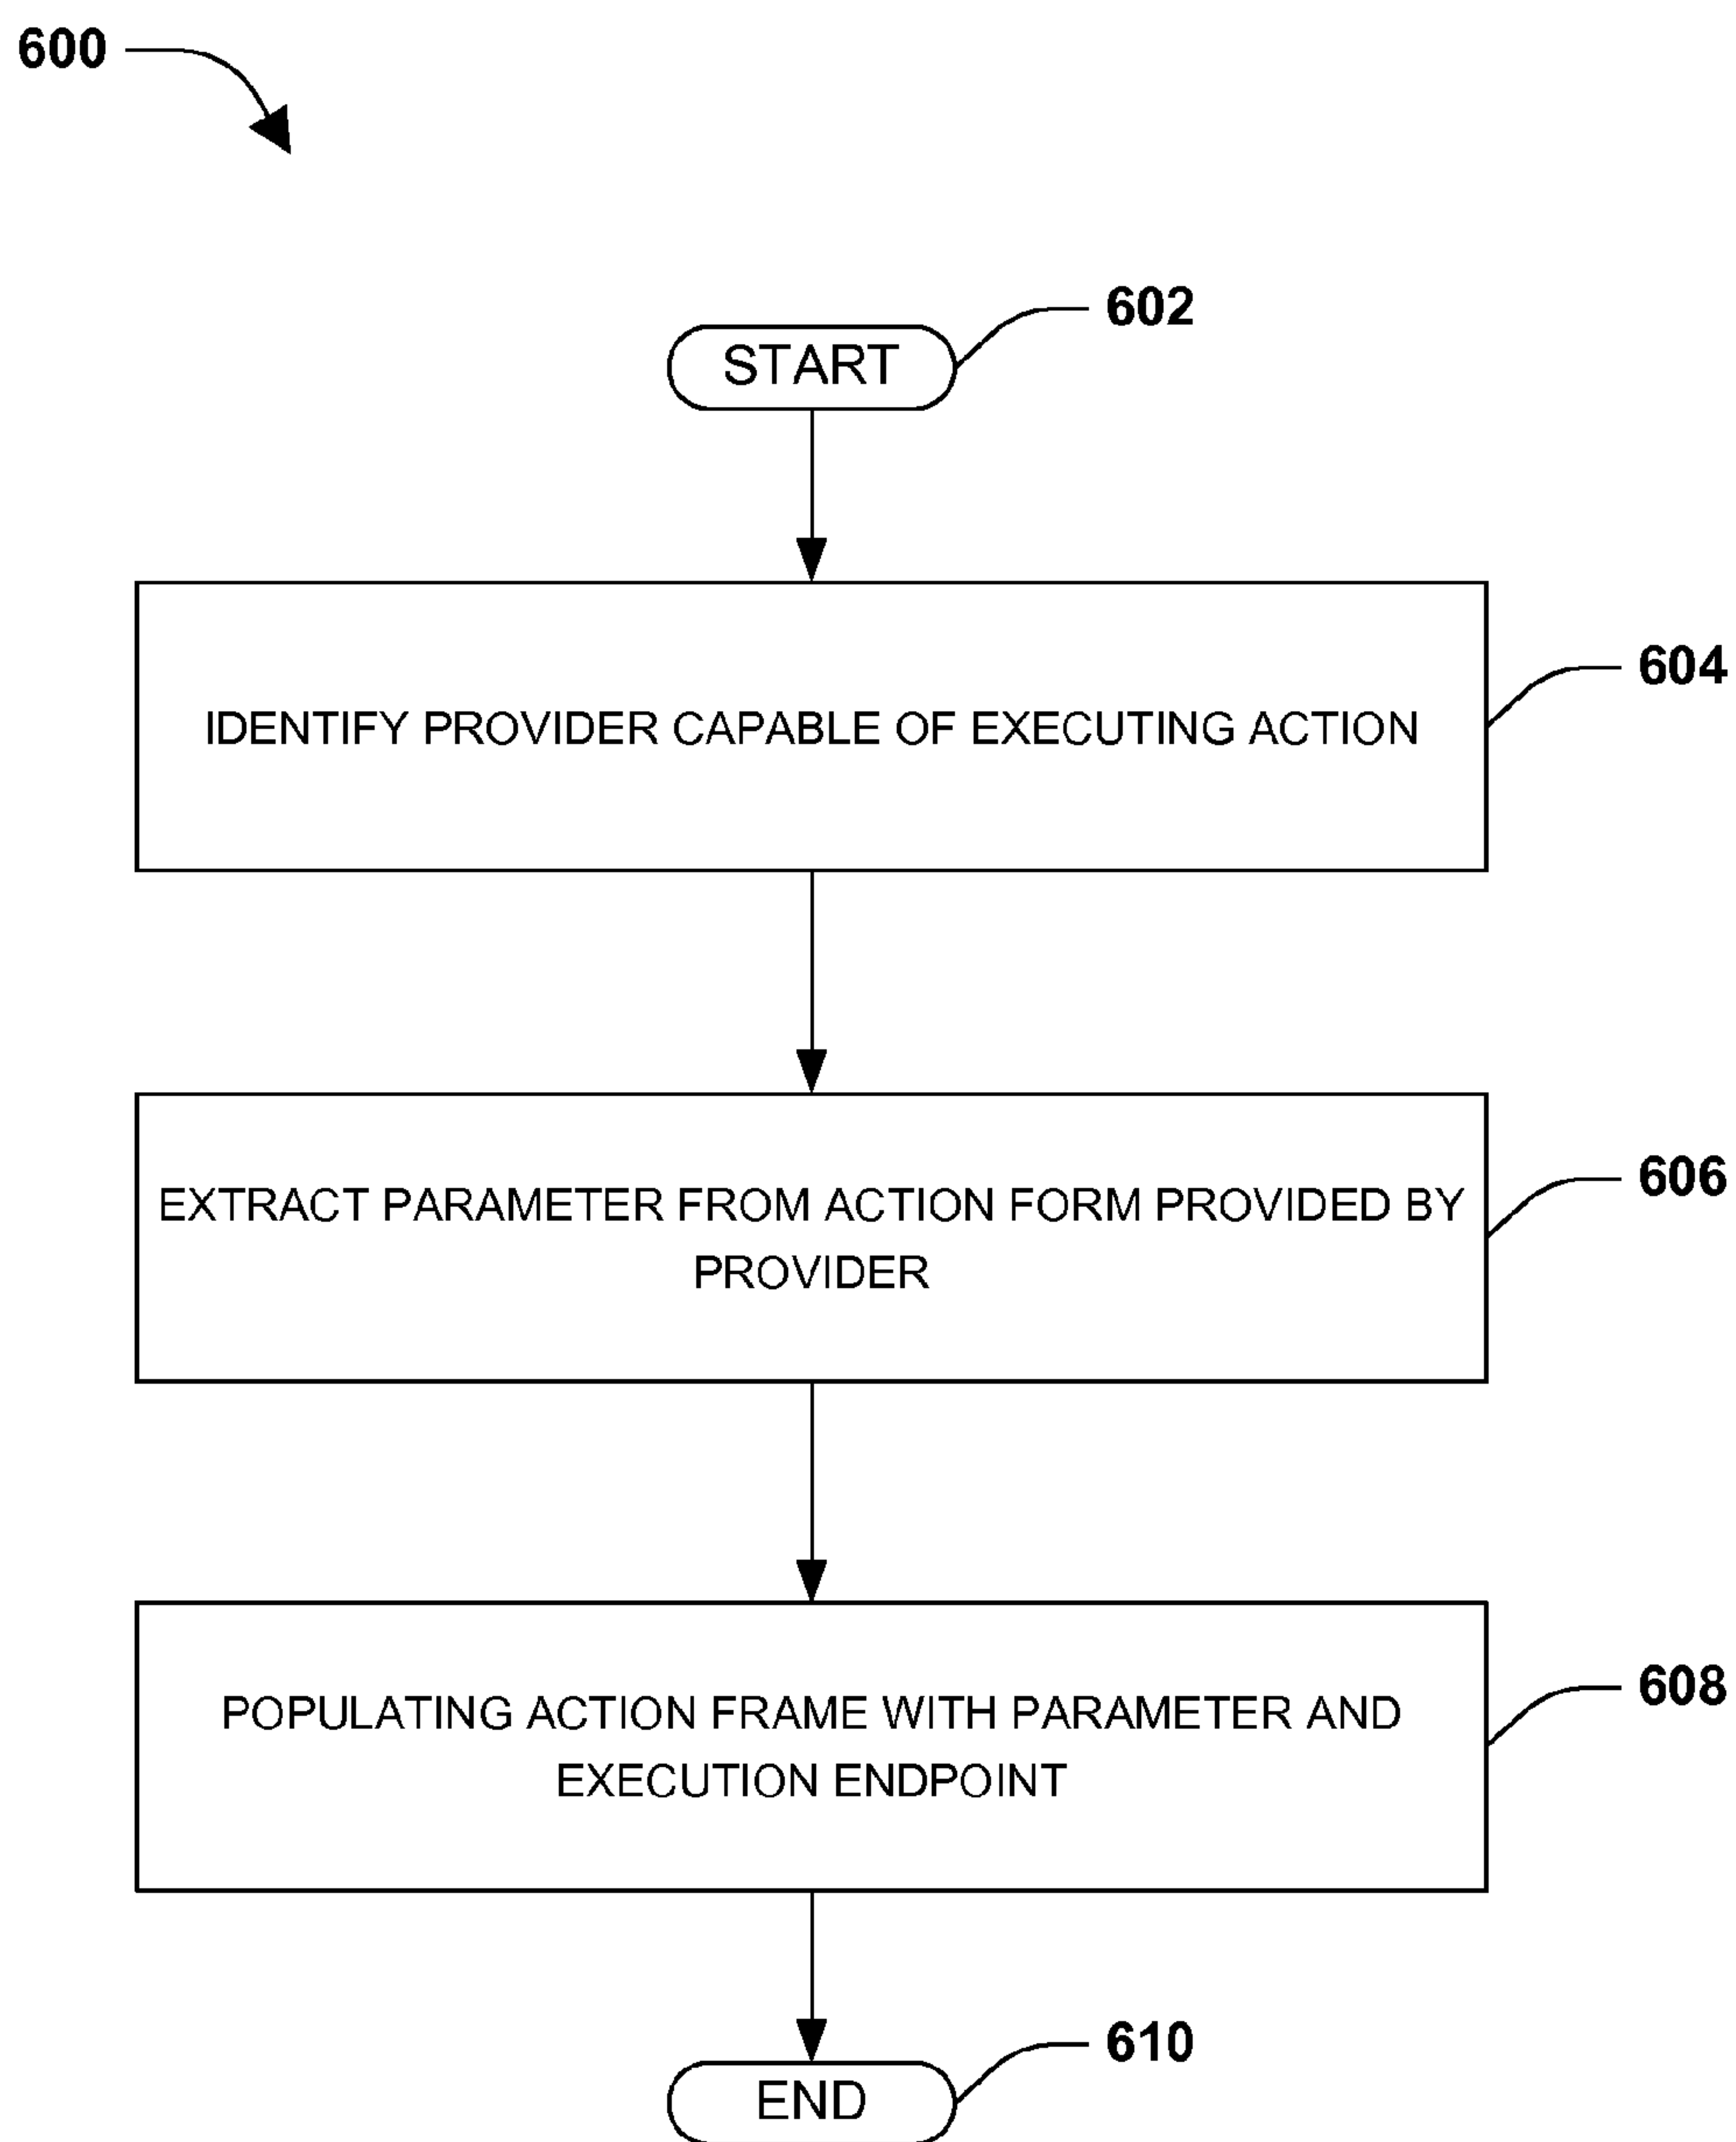 600
602
START
604
IDENTIFY PROVIDER CAPABLE OF EXECUTING ACTION
606
EXTRACT PARAMETER FROM ACTION FORM PROVIDED BY
PROVIDER
608
POPULATING ACTION FRAME WITH PARAMETER AND
EXECUTION ENDPOINT
610
END